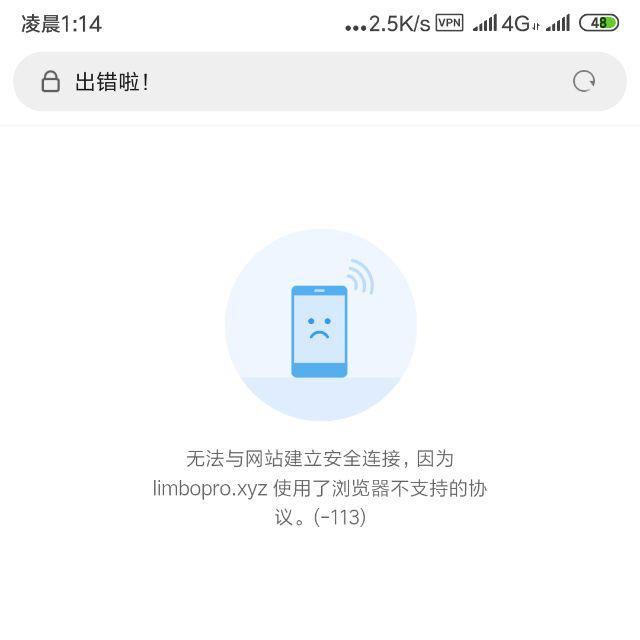 凌晨1:14 ...2.5K/s VPN 4G 48
出错啦！
无法与网站建立安全连接，因为
limbopro.xyz 使用了浏览器不支持的协
议。(-113)